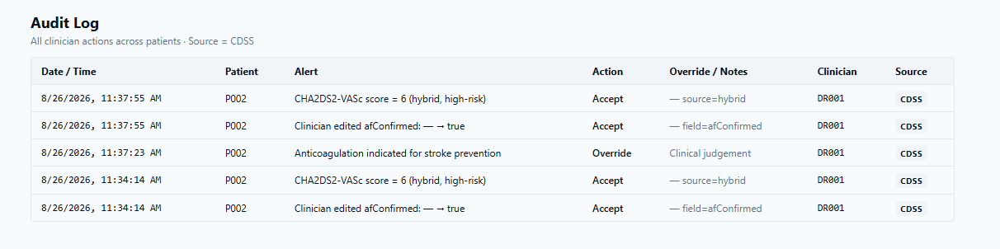 Audit Log
All clinician actions across patients · Source = CDSS
Date / Time Patient Alert Action Override / Notes Clinician Source
8/26/2026, 11:37:55 AM P002 CHA2DS2-VASc score = 6 (hybrid, high-risk) Accept — source=hybrid DR001 CDSS
8/26/2026, 11:37:55 AM P002 Clinician edited afConfirmed: — → true Accept — field=afConfirmed DR001 CDSS
8/26/2026, 11:37:23 AM P002 Anticoagulation indicated for stroke prevention Override Clinical judgement DR001 CDSS
8/26/2026, 11:34:14 AM P002 CHA2DS2-VASc score = 6 (hybrid, high-risk) Accept — source=hybrid DR001 CDSS
8/26/2026, 11:34:14 AM P002 Clinician edited afConfirmed: — → true Accept — field=afConfirmed DR001 CDSS